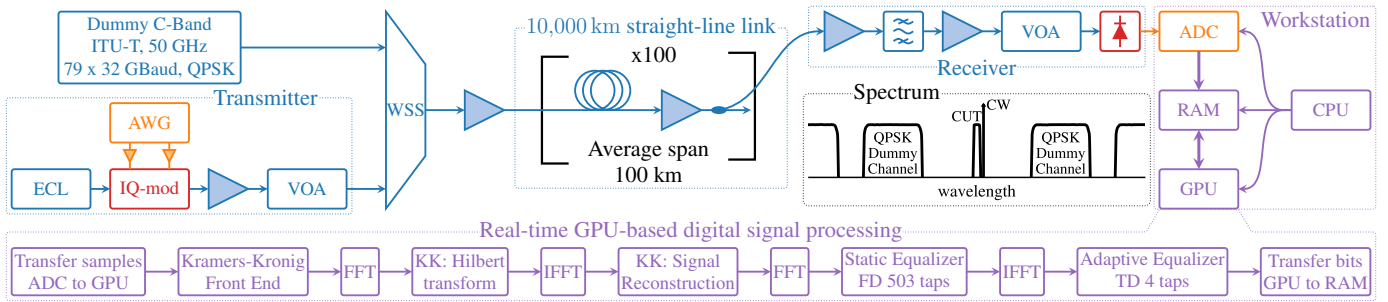 Dummy C-Band
ITU-T, 50 GHz
79 x 32 GBaud, QPSK
Transmitter
AWG
ECL
IQ-mod
VOA
WSS
10,000 km straight-line link
x100
Average span
100 km
VOA
Receiver
Spectrum
CW
CUT
QPSK
Dummy
Channel
QPSK
Dummy
Channel
wavelength
Workstation
ADC
RAM
CPU
GPU
Real-time GPU-based digital signal processing
Transfer samples
ADC to GPU
Kramers-Kronig
Front End
FFT
KK: Hilbert
transform
IFFT
KK: Signal
Reconstruction
FFT
Static Equalizer
FD 503 taps
IFFT
Adaptive Equalizer
TD 4 taps
Transfer bits
GPU to RAM